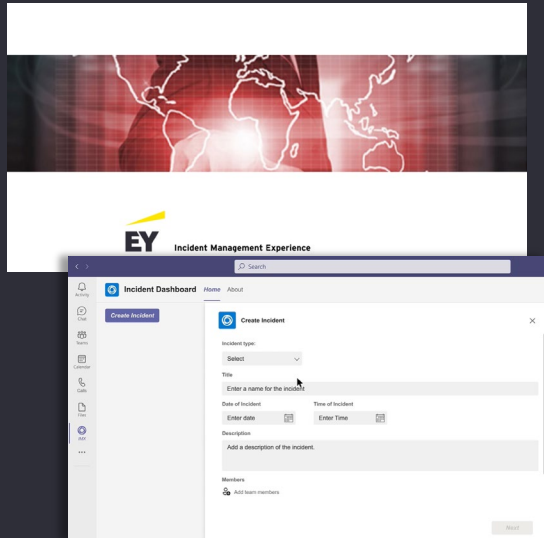 EY
Incident Management Experience
Search
Activity
Incident Dashboard Home About
Create Incident
Create Incident
Chat
Teams
Incident type:
Calendar
Select
Title
Calls
Enter a name for the incident
Files
Date of Incident Time of Incident
Enter date Enter Time
IMX
Description
Add a description of the incident.
Members
Add team members
Next